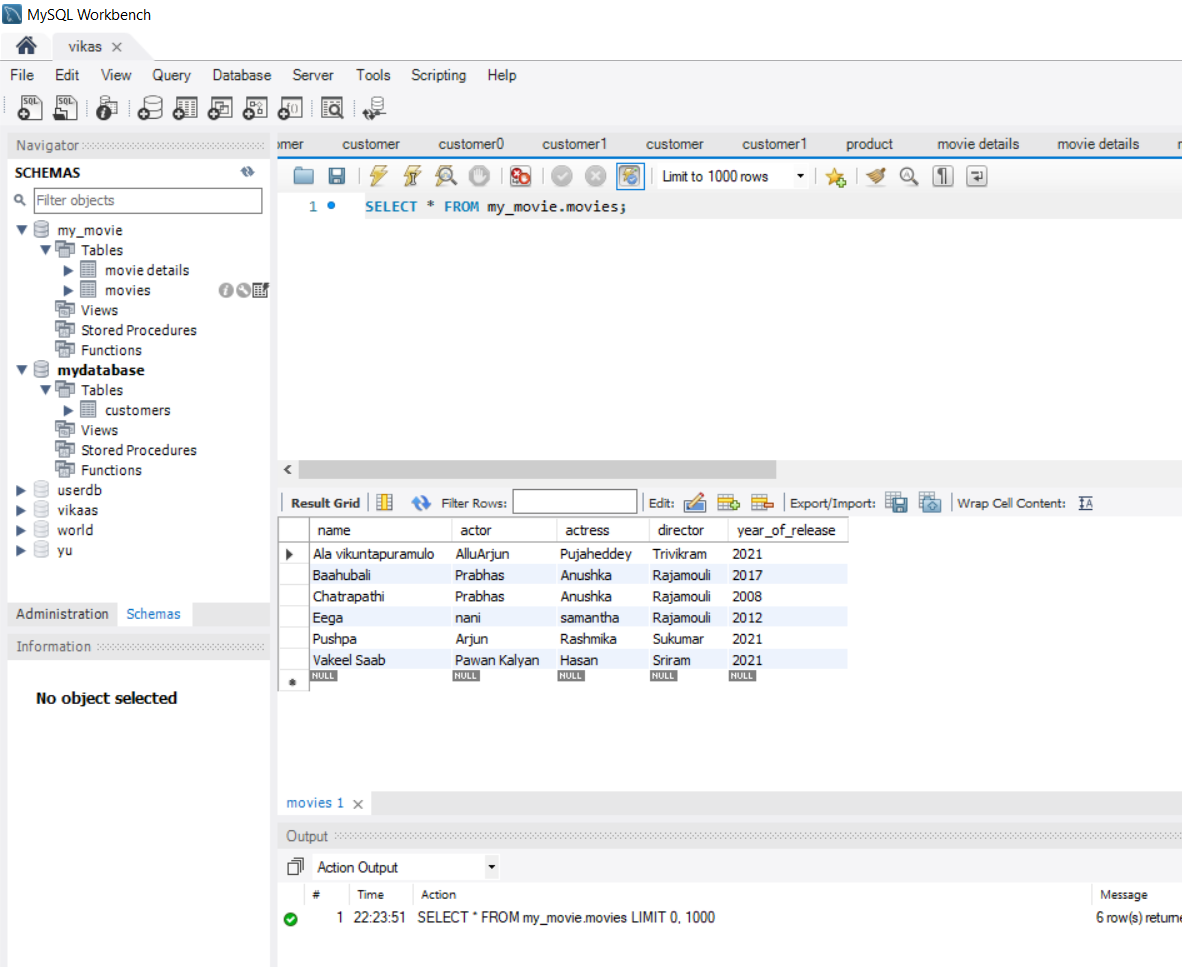 MySQL Workbench
vikas
File Edit View Query Database Server Tools Scripting Help
Navigator
SCHEMAS
Filter objects
my_movie
Tables
movie details
movies
Views
Stored Procedures
Functions
mydatabase
Tables
customers
Views
Stored Procedures
Functions
userdb
vikaas
world
yu
Administration Schemas
Information
No object selected
omer customer customer0 customer1 customer customer1 product movie details movie details
Limit to 1000 rows
1 SELECT * FROM my_movie.movies;
Result Grid Filter Rows: Edit: Export/Import: Wrap Cell Content:
name actor actress director year_of_release
Ala vikuntapuramulo AlluArjun Pujaheddey Trivikram 2021
Baahubali Prabhas Anushka Rajamouli 2017
Chatrapathi Prabhas Anushka Rajamouli 2008
Eega nani samantha Rajamouli 2012
Pushpa Arjun Rashmika Sukumar 2021
Vakeel Saab Pawan Kalyan Hasan Sriram 2021
NULL NULL NULL NULL NULL
movies 1
Output
Action Output
# Time Action Message
1 22:23:51 SELECT * FROM my_movie.movies LIMIT 0, 1000 6 row(s) returne